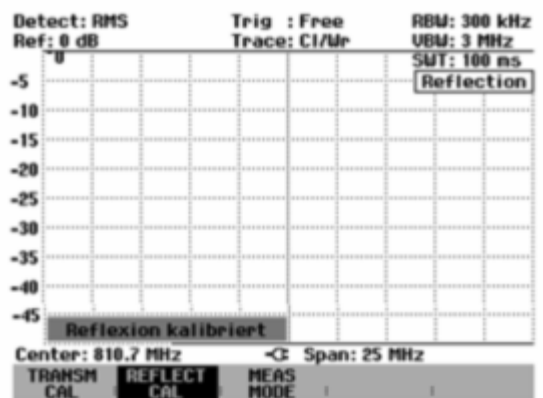 Detect: RMS Trig : Free RBW: 300 kHz
Ref: 0 dB Trace: Cl/Wr VBW: 3 MHz
SWT: 100 ms
0
-5 Reflection
-10
-15
-20
-25
-30
-35
-40
-45
Reflexion kalibriert
Center: 810.7 MHz Span: 25 MHz
TRANSM REFLECT MEAS
CAL CAL MODE